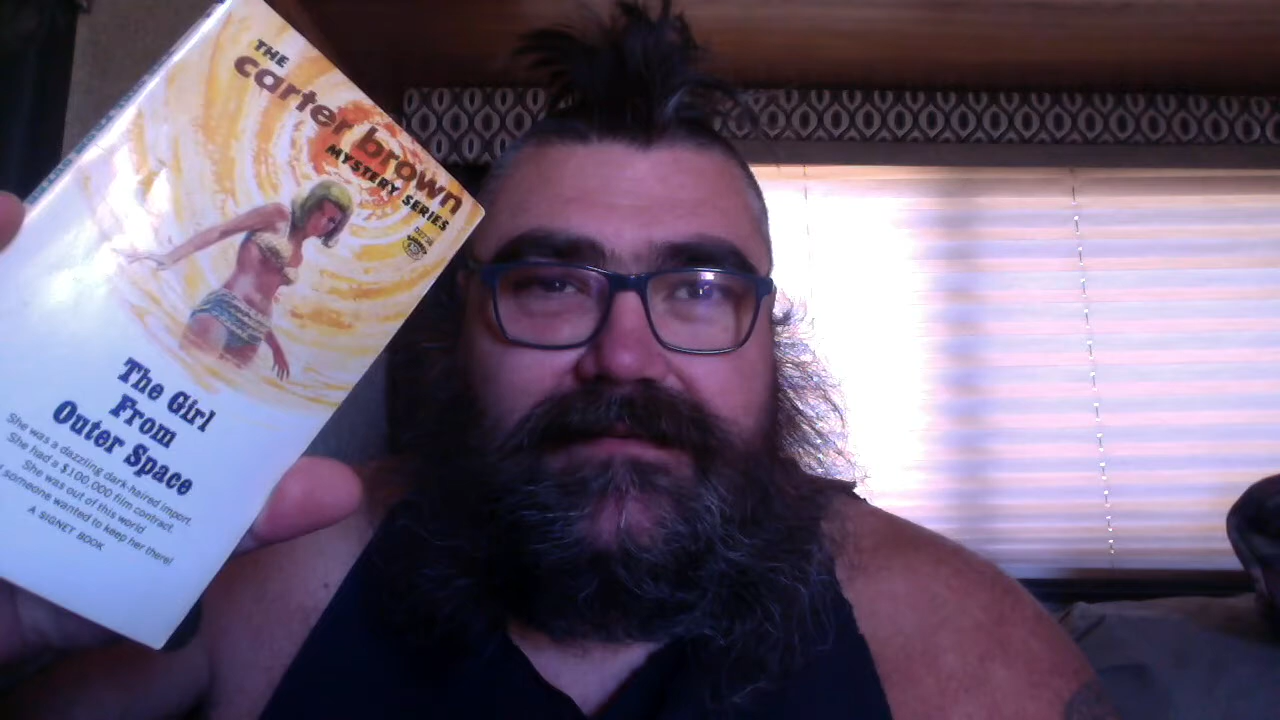 THE
carter brown
MYSTERY SERIES
SIGNET
The Girl
From
Outer Space
She was a dazzling dark-haired import.
She had a $100,000 film contract.
She was out of this world
someone wanted to keep her there!
A SIGNET BOOK